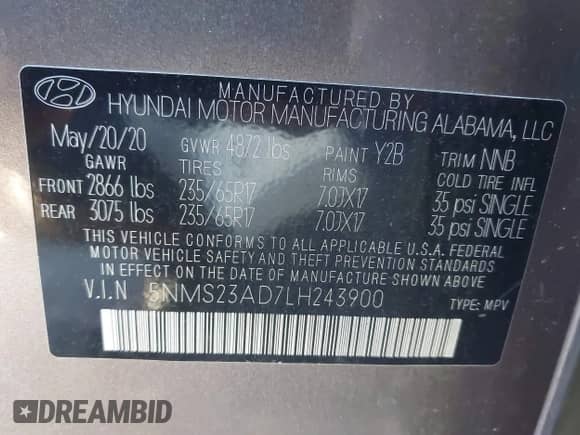 MANUFACTURED BY
HYUNDAI MOTOR MANUFACTURING ALABAMA, LLC
May/20/20 GVWR 4872 lbs PAINT Y2B TRIM NNB
GAWR TIRES RIMS COLD TIRE INFL
FRONT 2866 lbs 235/65R17 7.0JX17 35 psi SINGLE
REAR 3075 lbs 235/65R17 7.0JX17 35 psi SINGLE
THIS VEHICLE CONFORMS TO ALL APPLICABLE U.S.A. FEDERAL
MOTOR VEHICLE SAFETY AND THEFT PREVENTION STANDARDS
IN EFFECT ON THE DATE OF MANUFACTURE SHOWN ABOVE
V.I.N 5NMS23AD7LH243900 TYPE: MPV
DREAMBID